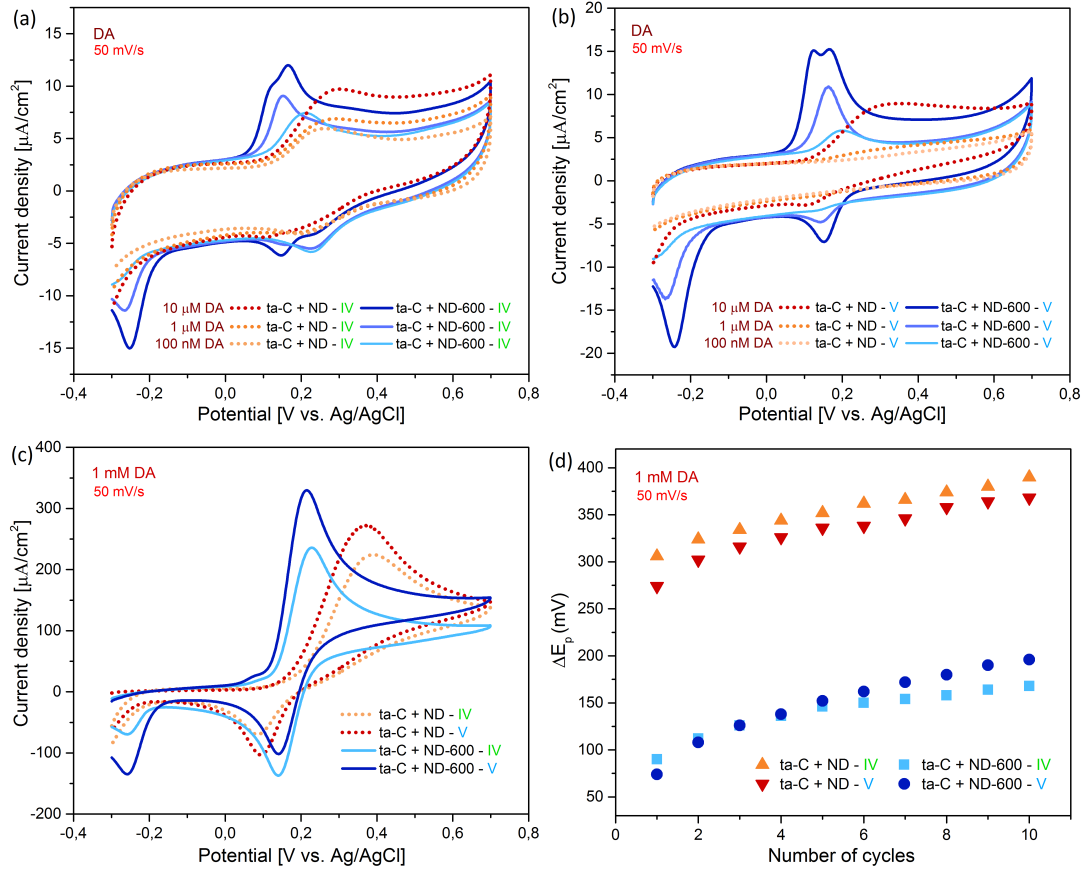 (a)
DA
50 mV/s
Current density [µA/cm²]
15
10
5
0
-5
-10
-15
10 µM DA ta-C + ND - IV ta-C + ND-600 - IV
1 µM DA ta-C + ND - IV ta-C + ND-600 - IV
100 nM DA ta-C + ND - IV ta-C + ND-600 - IV
-0,4 -0,2 0,0 0,2 0,4 0,6 0,8
Potential [V vs. Ag/AgCl]
(b)
DA
50 mV/s
Current density [µA/cm²]
20
15
10
5
0
-5
-10
-15
-20
10 µM DA ta-C + ND - V ta-C + ND-600 - V
1 µM DA ta-C + ND - V ta-C + ND-600 - V
100 nM DA ta-C + ND - V ta-C + ND-600 - V
-0,4 -0,2 0,0 0,2 0,4 0,6 0,8
Potential [V vs. Ag/AgCl]
(c)
1 mM DA
50 mV/s
Current density [µA/cm²]
400
300
200
100
0
-100
-200
ta-C + ND - IV
ta-C + ND - V
ta-C + ND-600 - IV
ta-C + ND-600 - V
-0,4 -0,2 0,0 0,2 0,4 0,6 0,8
Potential [V vs. Ag/AgCl]
(d)
1 mM DA
50 mV/s
ΔEp (mV)
400
350
300
250
200
150
100
50
ta-C + ND - IV ta-C + ND-600 - IV
ta-C + ND - V ta-C + ND-600 - V
0 2 4 6 8 10
Number of cycles